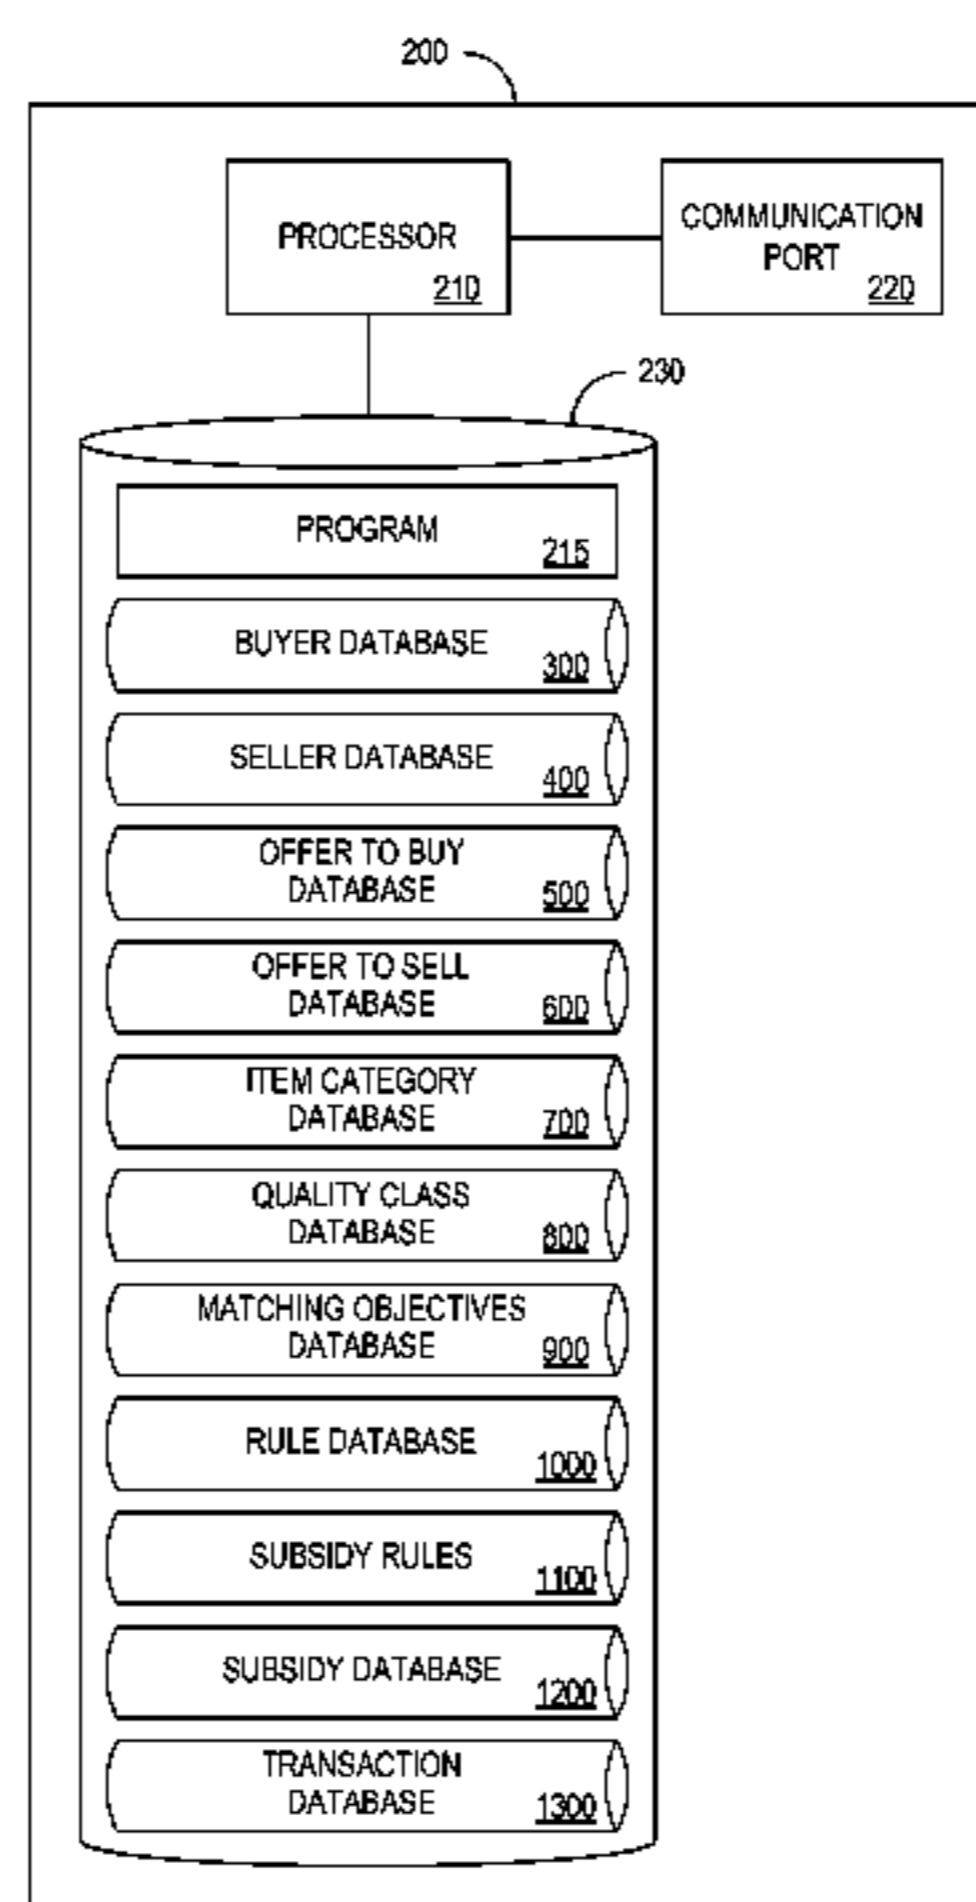 200
PROCESSOR
210
COMMUNICATION
PORT
220
230
PROGRAM
215
BUYER DATABASE
300
SELLER DATABASE
400
OFFER TO BUY
DATABASE
500
OFFER TO SELL
DATABASE
600
ITEM CATEGORY
DATABASE
700
QUALITY CLASS
DATABASE
800
MATCHING OBJECTIVES
DATABASE
900
RULE DATABASE
1000
SUBSIDY RULES
1100
SUBSIDY DATABASE
1200
TRANSACTION
DATABASE
1300